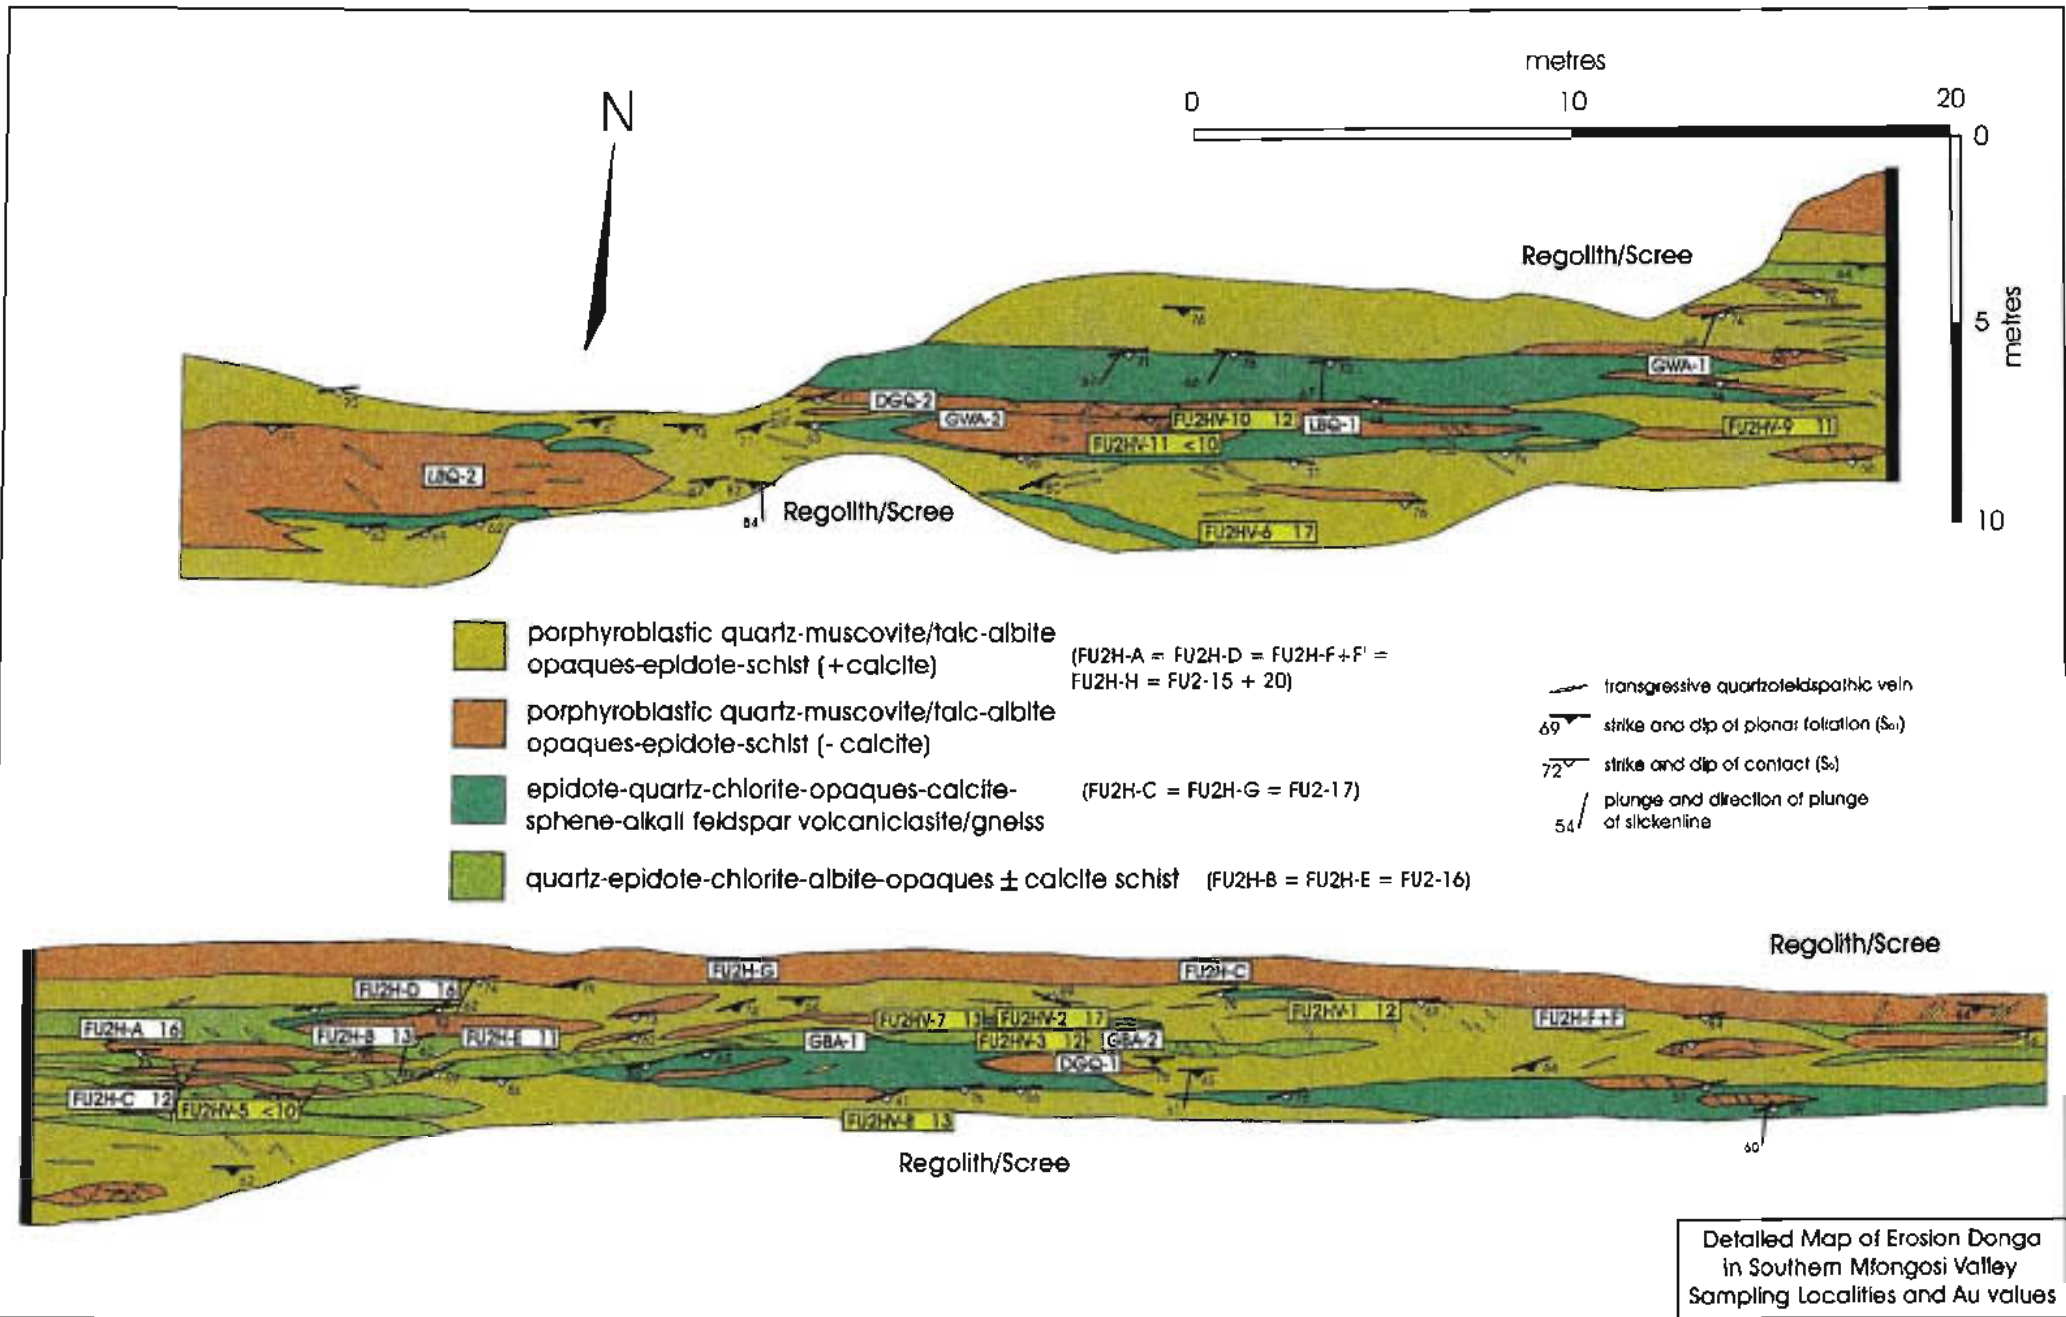 metres
0 10 20
N
0
5
metres
10
Regolith/Scree
GWA-1
DGQ-2
GWA-2
FU2HV-10 12
LBQ-1
FU2HV-11 <10
FU2HV-9 11
LBQ-2
84
Regolith/Scree
FU2HV-6 17
porphyroblastic quartz-muscovite/talc-albite
opaques-epidote-schist (+calcite)
(FU2H-A = FU2H-D = FU2H-F+F' =
FU2H-H = FU2-15 + 20)
porphyroblastic quartz-muscovite/talc-albite
opaques-epidote-schist (- calcite)
epidote-quartz-chlorite-opaques-calcite-
sphene-alkali feldspar volcaniclasite/gneiss
(FU2H-C = FU2H-G = FU2-17)
quartz-epidote-chlorite-albite-opaques ± calcite schist (FU2H-B = FU2H-E = FU2-16)
transgressive quartzofeldspathic vein
69 strike and dip of planar foliation
72 strike and dip of contact (S₀)
plunge and direction of plunge
54 of slickenline
Regolith/Scree
FU2H-G
FU2H-C
FU2H-D 16
FU2HV-1 12
FU2H-F+F
FU2HV-7 13
FU2HV-2 17
FU2H-A 16
FU2H-B 13
FU2H-E 11
GBA-1
FU2HV-3 12
GBA-2
DGQ-1
FU2H-C 12
FU2HV-5 <10
FU2HV-8 13
60
Regolith/Scree
Detailed Map of Erosion Donga
in Southern Mfongosi Valley
Sampling Localities and Au values